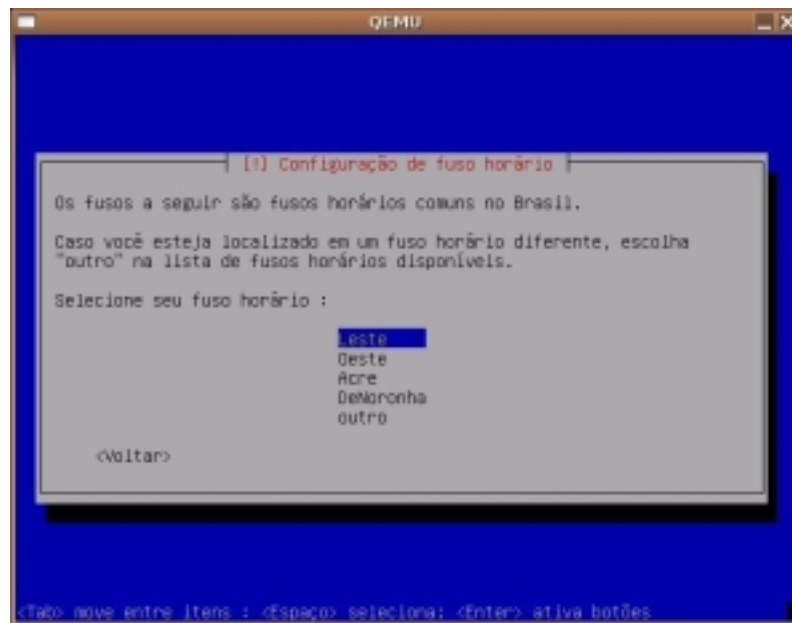 QEMU
[!] Configuração de fuso horário
Os fusos a seguir são fusos horários comuns no Brasil.
Caso você esteja localizado em um fuso horário diferente, escolha
"outro" na lista de fusos horários disponíveis.
Selecione seu fuso horário :
Leste
Oeste
Acre
DeNoronha
outro
<Voltar>
<Tab> move entre itens ; <Espaço> seleciona; <Enter> ativa botões